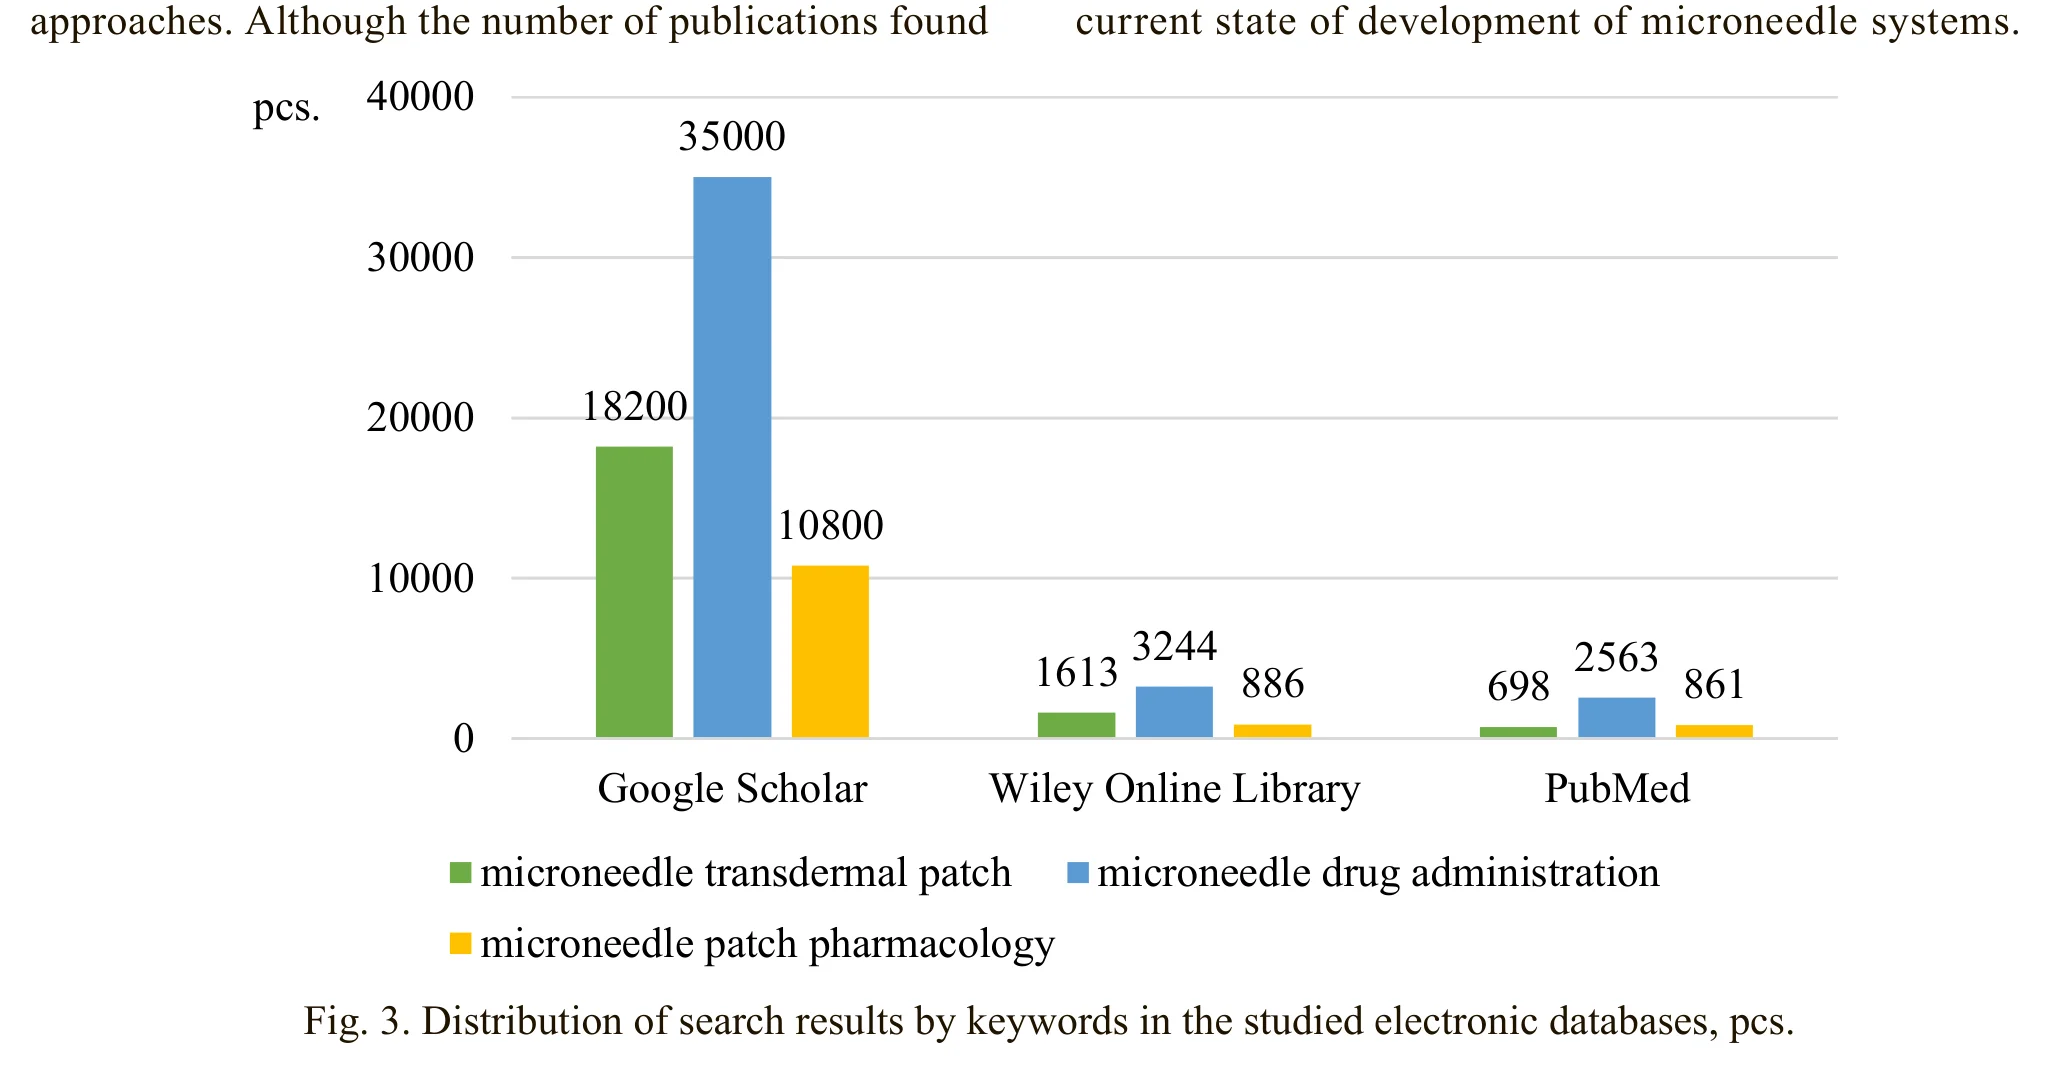 approaches. Although the number of publications found
current state of development of microneedle systems.
pcs.
40000
30000
20000
10000
0
35000
18200
10800
1613
3244
886
698
2563
861
Google Scholar
Wiley Online Library
PubMed
microneedle transdermal patch
microneedle drug administration
microneedle patch pharmacology
Fig. 3. Distribution of search results by keywords in the studied electronic databases, pcs.